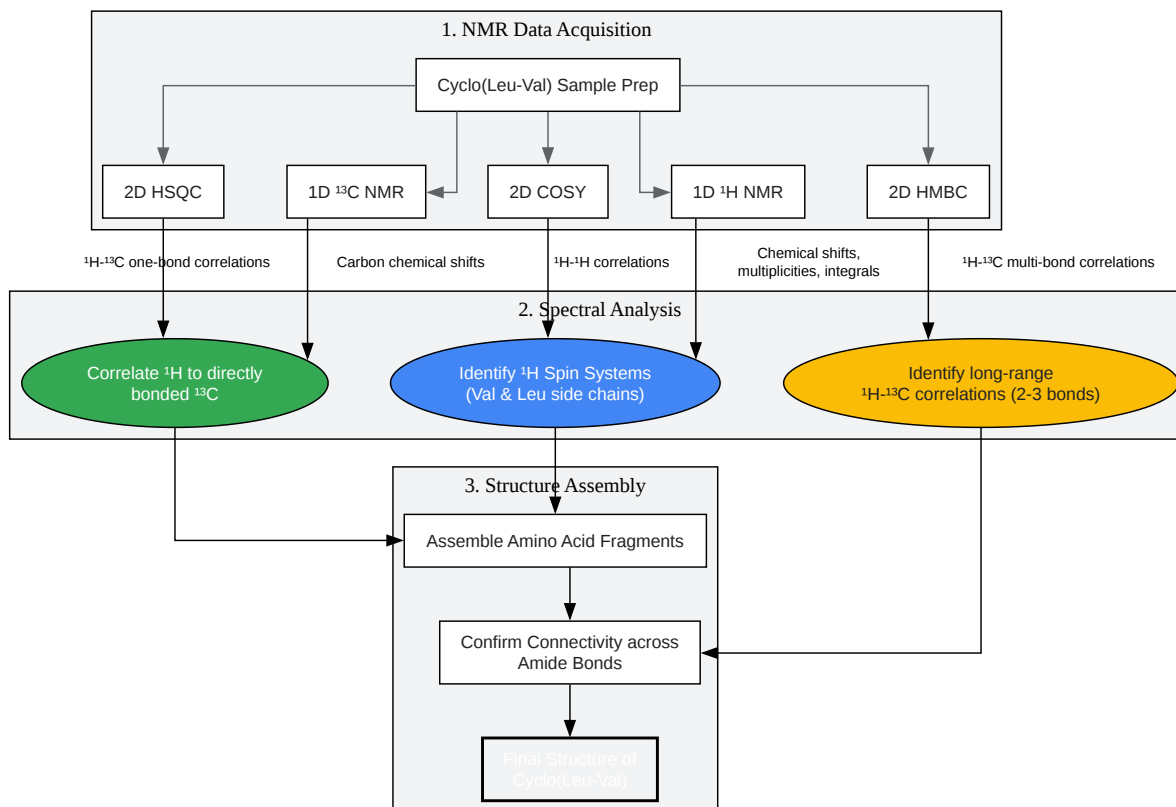 1. NMR Data Acquisition
Cyclo(Leu-Val) Sample Prep
2D HSQC
1D ¹³C NMR
2D COSY
1D ¹H NMR
2D HMBC
¹H-¹³C one-bond correlations
Carbon chemical shifts
¹H-¹H correlations
Chemical shifts,
multiplicities, integrals
¹H-¹³C multi-bond correlations
2. Spectral Analysis
Correlate ¹H to directly
bonded ¹³C
Identify ¹H Spin Systems
(Val & Leu side chains)
Identify long-range
¹H-¹³C correlations (2-3 bonds)
3. Structure Assembly
Assemble Amino Acid Fragments
Confirm Connectivity across
Amide Bonds
Final Structure of
Cyclo(Leu-Val)